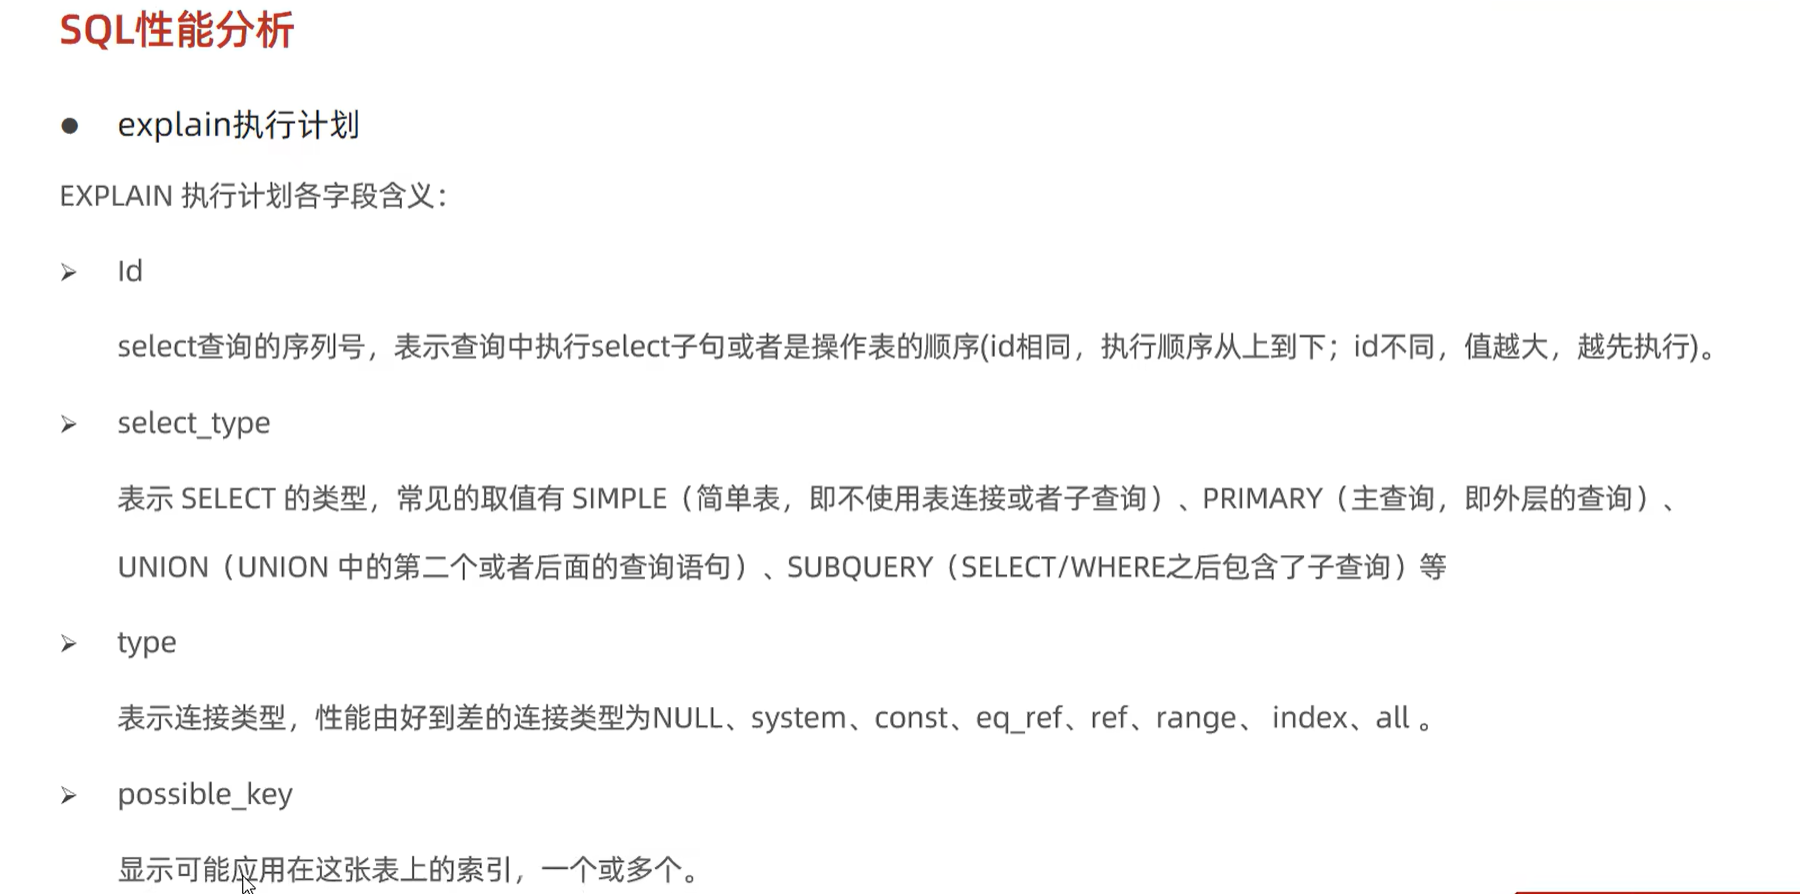 SQL性能分析
explain执行计划
EXPLAIN 执行计划各字段含义：
Id
select查询的序列号，表示查询中执行select子句或者是操作表的顺序(id相同，执行顺序从上到下；id不同，值越大，越先执行)。
select_type
表示 SELECT 的类型，常见的取值有 SIMPLE（简单表，即不使用表连接或者子查询）、PRIMARY（主查询，即外层的查询）、
UNION（UNION 中的第二个或者后面的查询语句）、SUBQUERY（SELECT/WHERE之后包含了子查询）等
type
表示连接类型，性能由好到差的连接类型为NULL、system、const、eq_ref、ref、range、 index、all 。
possible_key
显示可能应用在这张表上的索引，一个或多个。